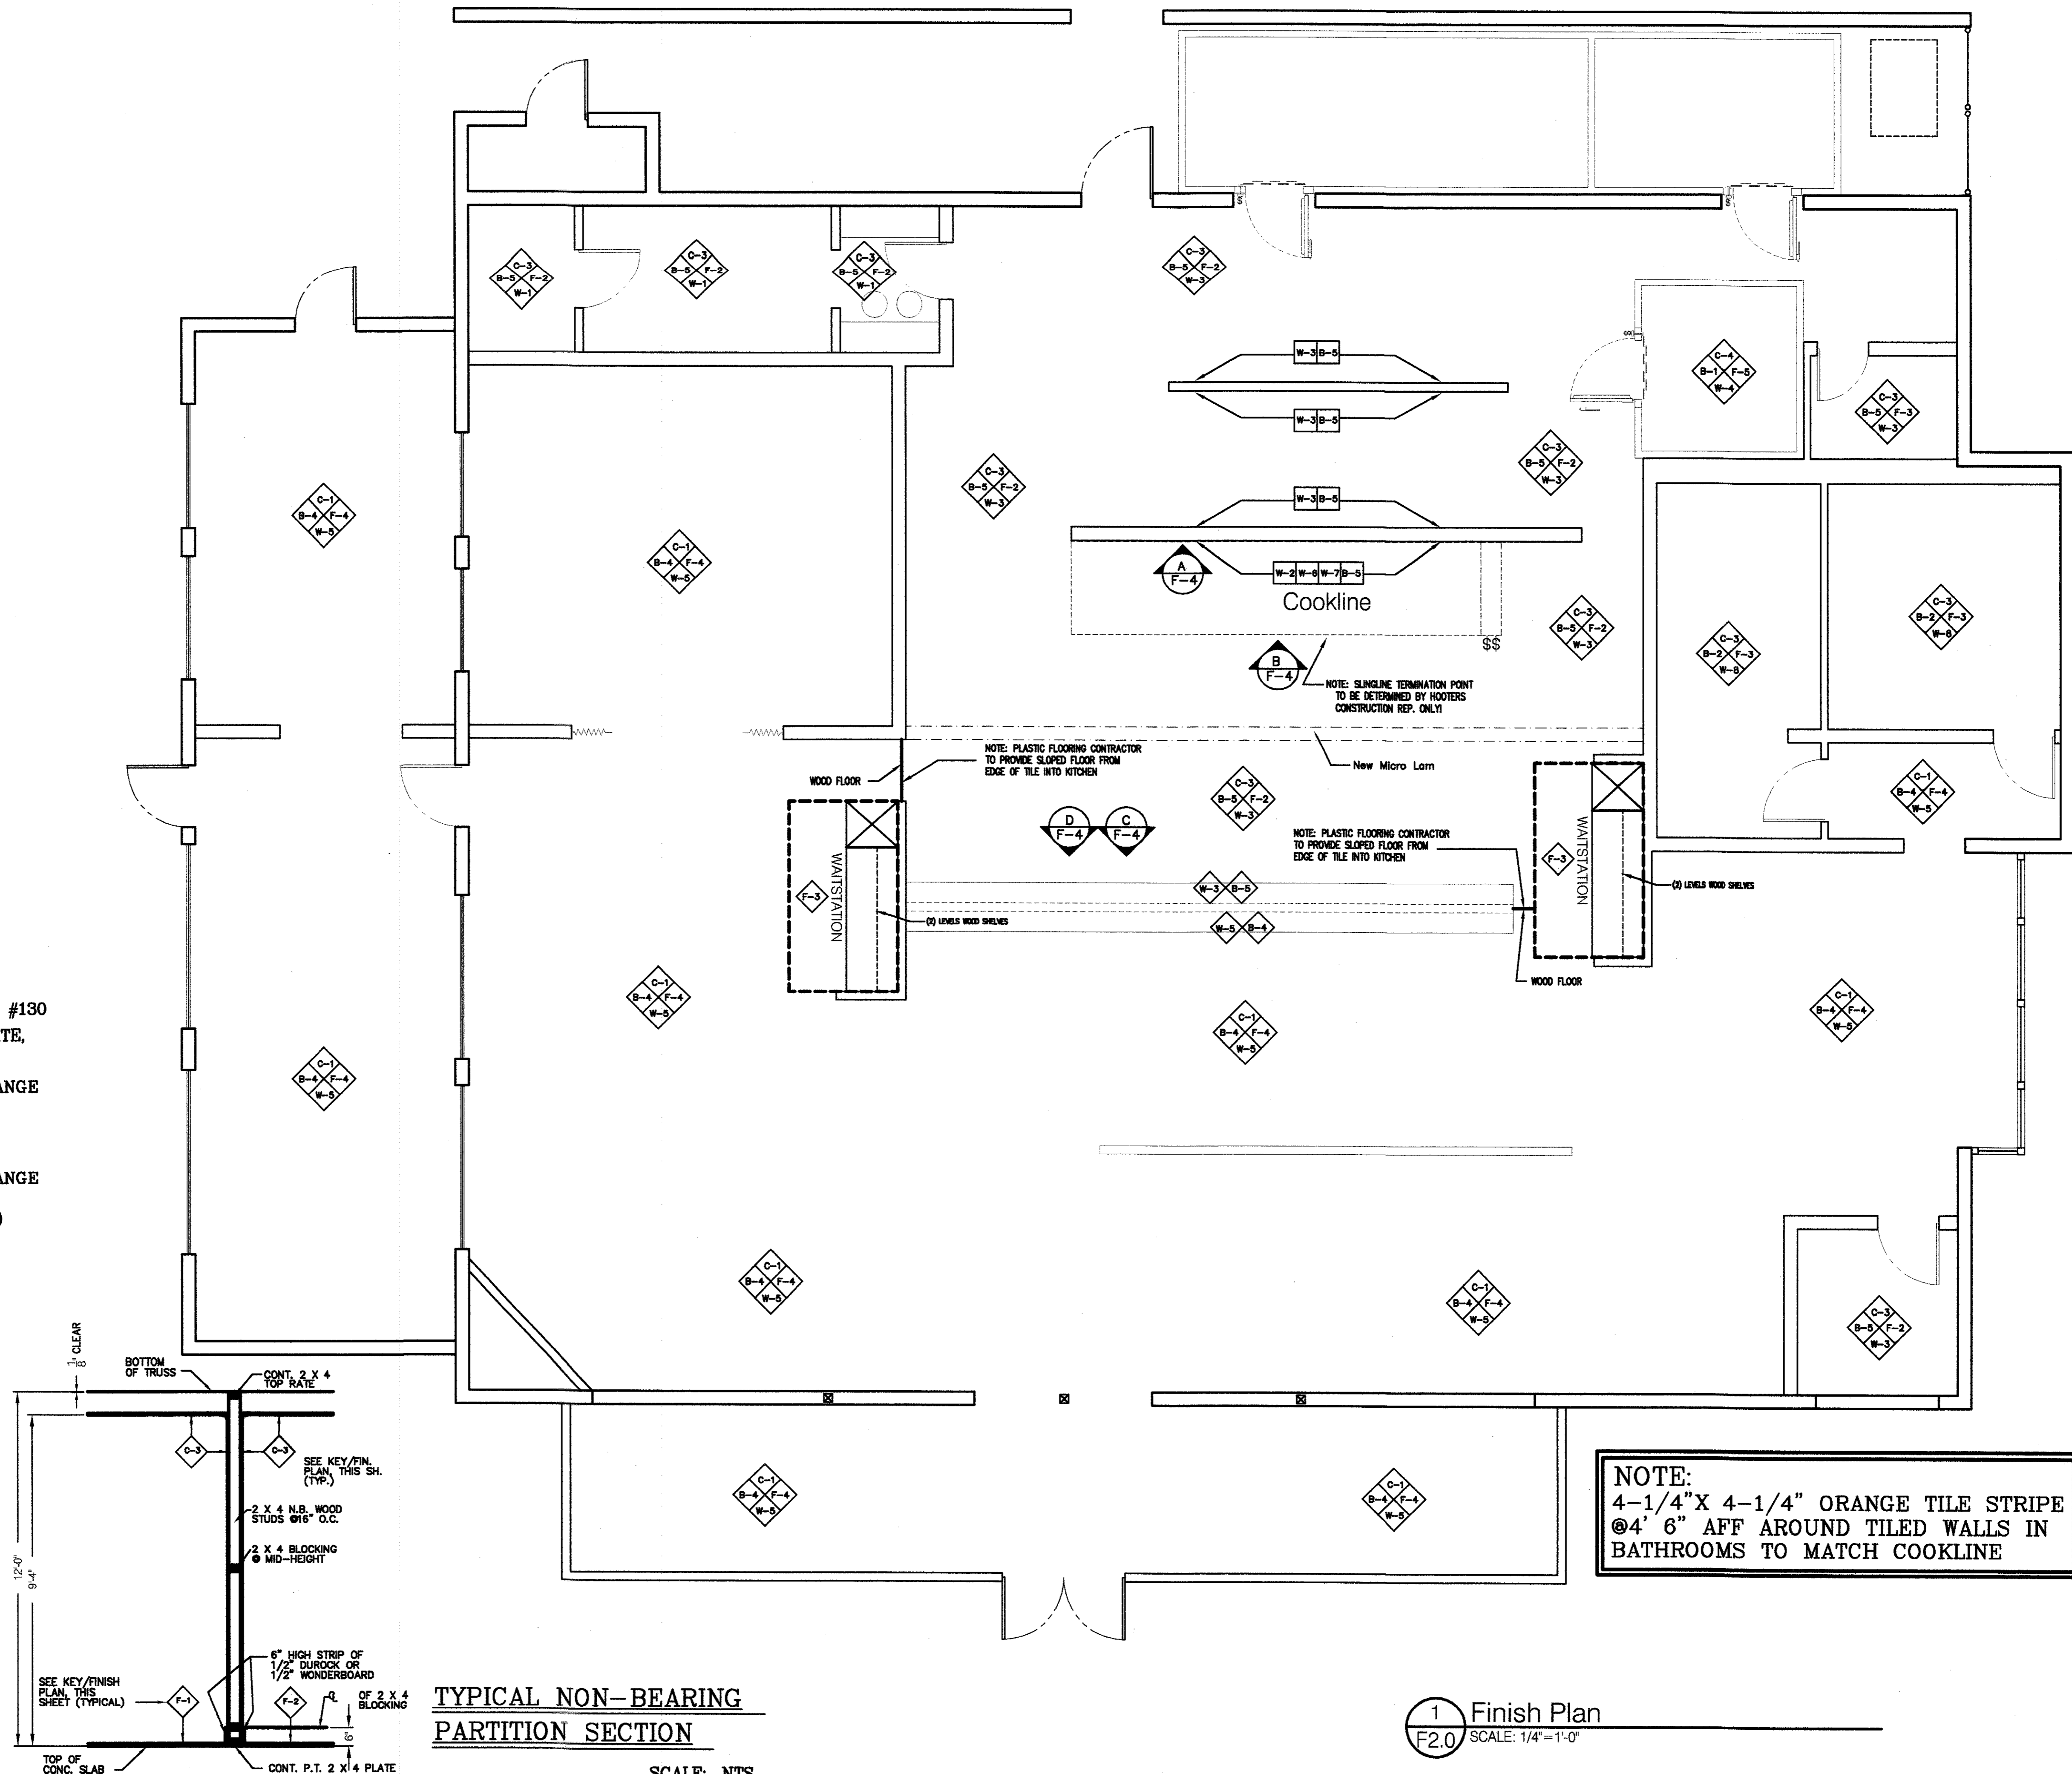 C-3
B-5 F-2
W-1
C-3
B-5 F-2
W-1
C-3
B-5 F-2
W-1
C-3
B-5 F-2
W-3
W-3 B-5
W-3 B-5
C-4
B-1 F-5
W-4
C-3
B-5 F-3
W-3
C-1
B-4 F-4
W-5
C-1
B-4 F-4
W-5
C-3
B-5 F-2
W-3
C-3
B-5 F-2
W-3
W-3 B-5
A
F-4
W-2 W-6 W-7 B-5
Cookline
C-3
B-5 F-2
W-3
$$
B
F-4
NOTE: SLINGLINE TERMINATION POINT
TO BE DETERMINED BY HOOTERS
CONSTRUCTION REP. ONLY!
C-3
B-2 F-3
W-8
C-3
B-2 F-3
W-8
NOTE: PLASTIC FLOORING CONTRACTOR
TO PROVIDE SLOPED FLOOR FROM
EDGE OF TILE INTO KITCHEN
WOOD FLOOR
New Micro Lam
C-3
B-5 F-2
W-3
C-1
B-4 F-4
W-5
D
F-4
C
F-4
NOTE: PLASTIC FLOORING CONTRACTOR
TO PROVIDE SLOPED FLOOR FROM
EDGE OF TILE INTO KITCHEN
F-3
WAITSTATION
(2) LEVELS WOOD SHELVES
W-3 B-5
W-5 B-4
F-3
WAITSTATION
(2) LEVELS WOOD SHELVES
WOOD FLOOR
C-1
B-4 F-4
W-5
C-1
B-4 F-4
W-5
C-1
B-4 F-4
W-5
C-1
B-4 F-4
W-5
#130
TE,
ANGE
ANGE
)
C-1
B-4 F-4
W-5
C-1
B-4 F-4
W-5
C-3
B-5 F-2
W-3
C-1
B-4 F-4
W-5
C-1
B-4 F-4
W-5
NOTE:
4-1/4"X 4-1/4" ORANGE TILE STRIPE
@4' 6" AFF AROUND TILED WALLS IN
BATHROOMS TO MATCH COOKLINE
1/8" CLEAR
BOTTOM
OF TRUSS
CONT. 2 X 4
TOP RATE
C-3
C-3
SEE KEY/FIN.
PLAN, THIS SH.
(TYP.)
2 X 4 N.B. WOOD
STUDS @16" O.C.
2 X 4 BLOCKING
@ MID-HEIGHT
12'-0"
9'-4"
6" HIGH STRIP OF
1/2" DUROCK OR
1/2" WONDERBOARD
SEE KEY/FINISH
PLAN, THIS
SHEET (TYPICAL)
F-1
F-2
OF 2 X 4
BLOCKING
6"
TOP OF
CONC. SLAB
CONT. P.T. 2 X 4 PLATE
TYPICAL NON-BEARING
PARTITION SECTION
SCALE: NTS
1
F2.0
Finish Plan
SCALE: 1/4"=1'-0"